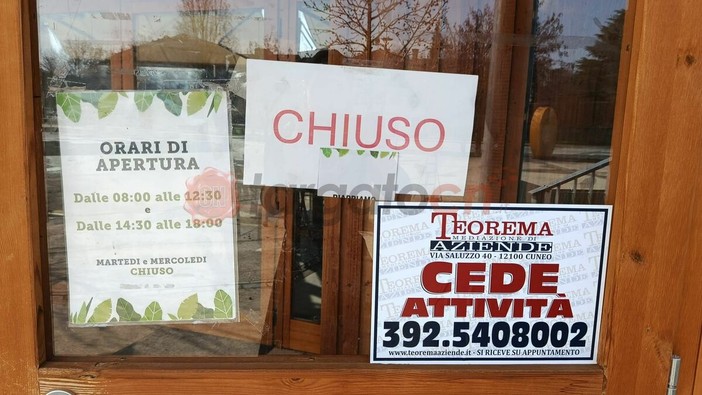 ORARI DI
APERTURA
Dalle 08:00 alle 12:30
e
Dalle 14:30 alle 18:00
MARTEDI e MERCOLEDI
CHIUSO
CHIUSO
targatocn
TEOREMA
MEDIAZIONE DI
AZIENDE
VIA SALUZZO 40 - 12100 CUNEO
CEDE
ATTIVITÀ
392.5408002
www.teoremaaziende.it - SI RICEVE SU APPUNTAMENTO